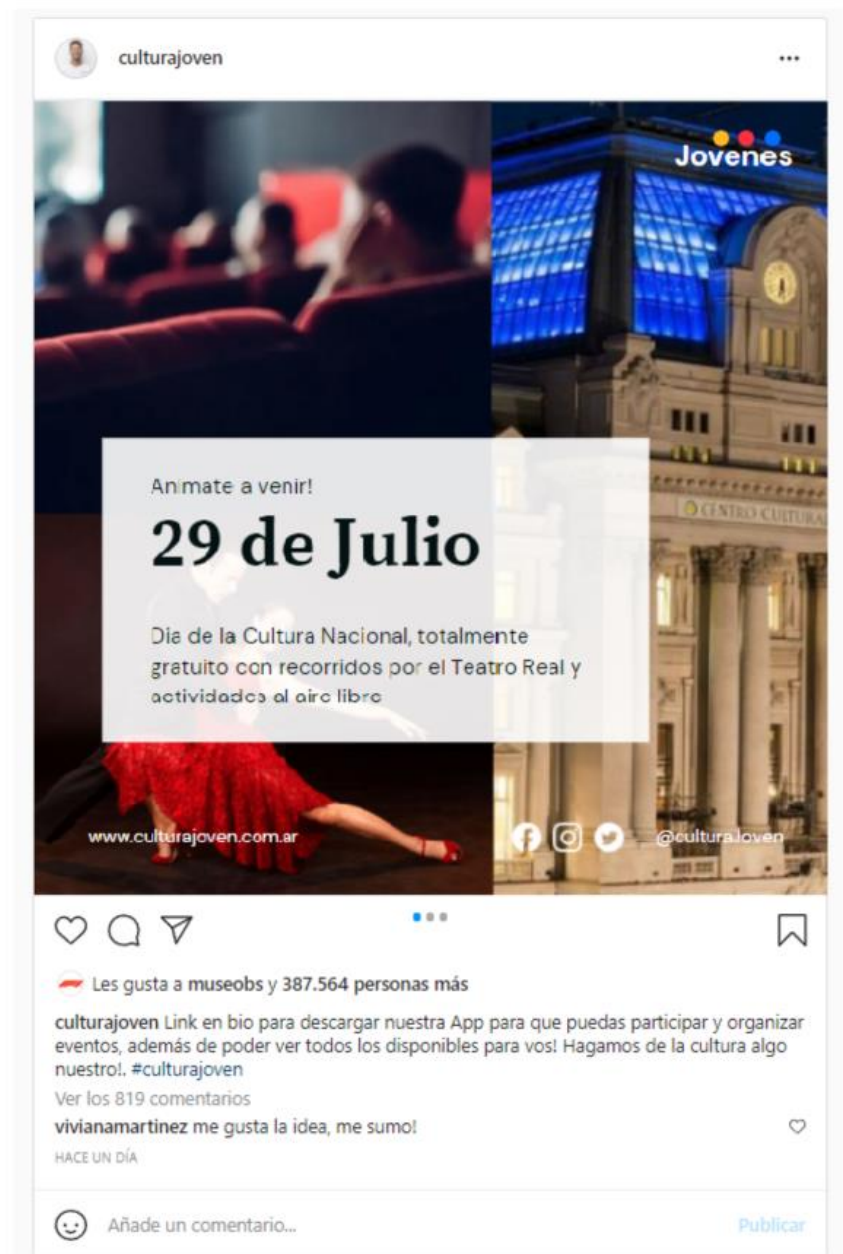 culturajoven
Jovenes
CENTRO CULTURAL
Animate a venir!
29 de Julio
Dia de la Cultura Nacional, totalmente
gratuito con recorridos por el Teatro Real y
actividades al aire libre
www.culturajoven.com.ar
@culturaJoven
Les gusta a museobs y 387.564 personas más
culturajoven Link en bio para descargar nuestra App para que puedas participar y organizar
eventos, además de poder ver todos los disponibles para vos! Hagamos de la cultura algo
nuestro!. #culturajoven
Ver los 819 comentarios
vivianamartinez me gusta la idea, me sumo!
HACE UN DÍA
Añade un comentario...
Publicar